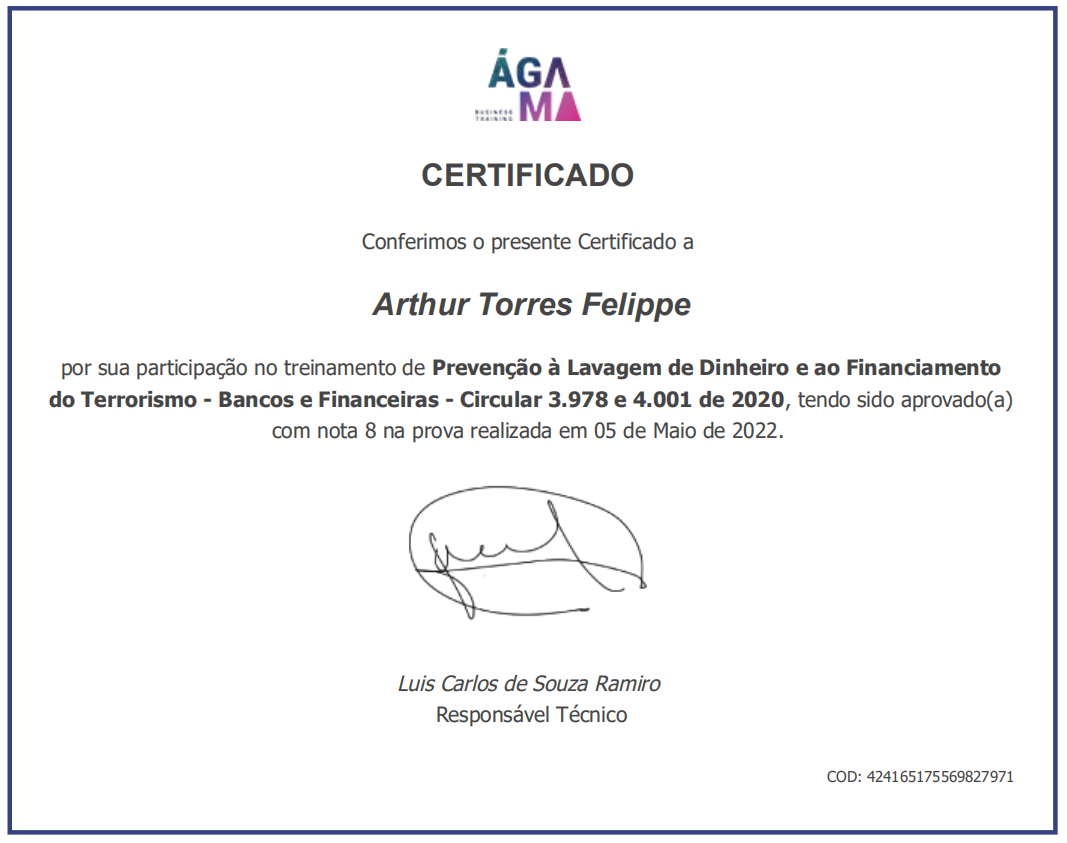 ÁGA
BUSINESS
TRAINING
MA
CERTIFICADO
Conferimos o presente Certificado a
Arthur Torres Felippe
por sua participação no treinamento de Prevenção à Lavagem de Dinheiro e ao Financiamento
do Terrorismo - Bancos e Financeiras - Circular 3.978 e 4.001 de 2020, tendo sido aprovado(a)
com nota 8 na prova realizada em 05 de Maio de 2022.
Luis Carlos de Souza Ramiro
Responsável Técnico
COD: 424165175569827971